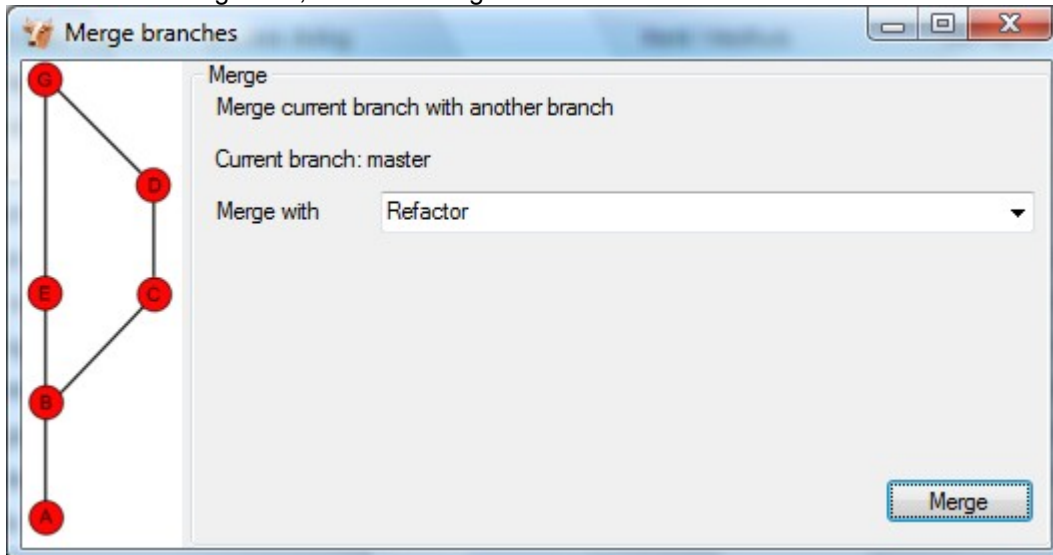 Merge branches
G
Merge
Merge current branch with another branch
Current branch: master
D
Merge with Refactor
E
C
B
Merge
A